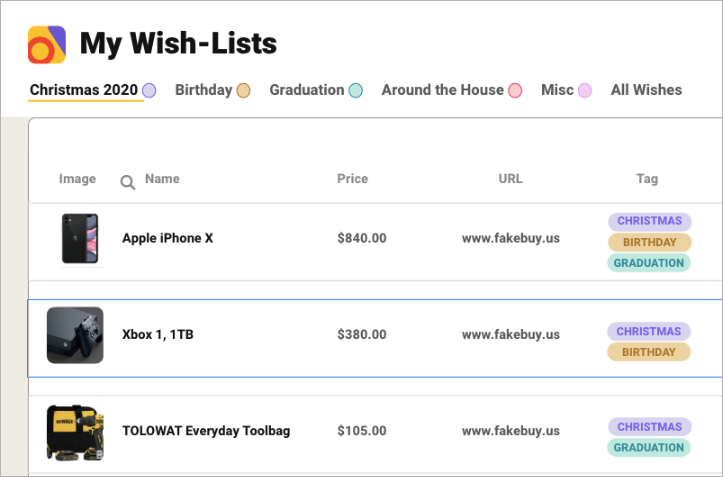 My Wish-Lists
Christmas 2020 Birthday Graduation Around the House Misc All Wishes
Image Name Price URL Tag
Apple iPhone X $840.00 www.fakebuy.us CHRISTMAS
BIRTHDAY
GRADUATION
Xbox 1, 1TB $380.00 www.fakebuy.us CHRISTMAS
BIRTHDAY
DEWALT
TOLOWAT Everyday Toolbag $105.00 www.fakebuy.us CHRISTMAS
GRADUATION